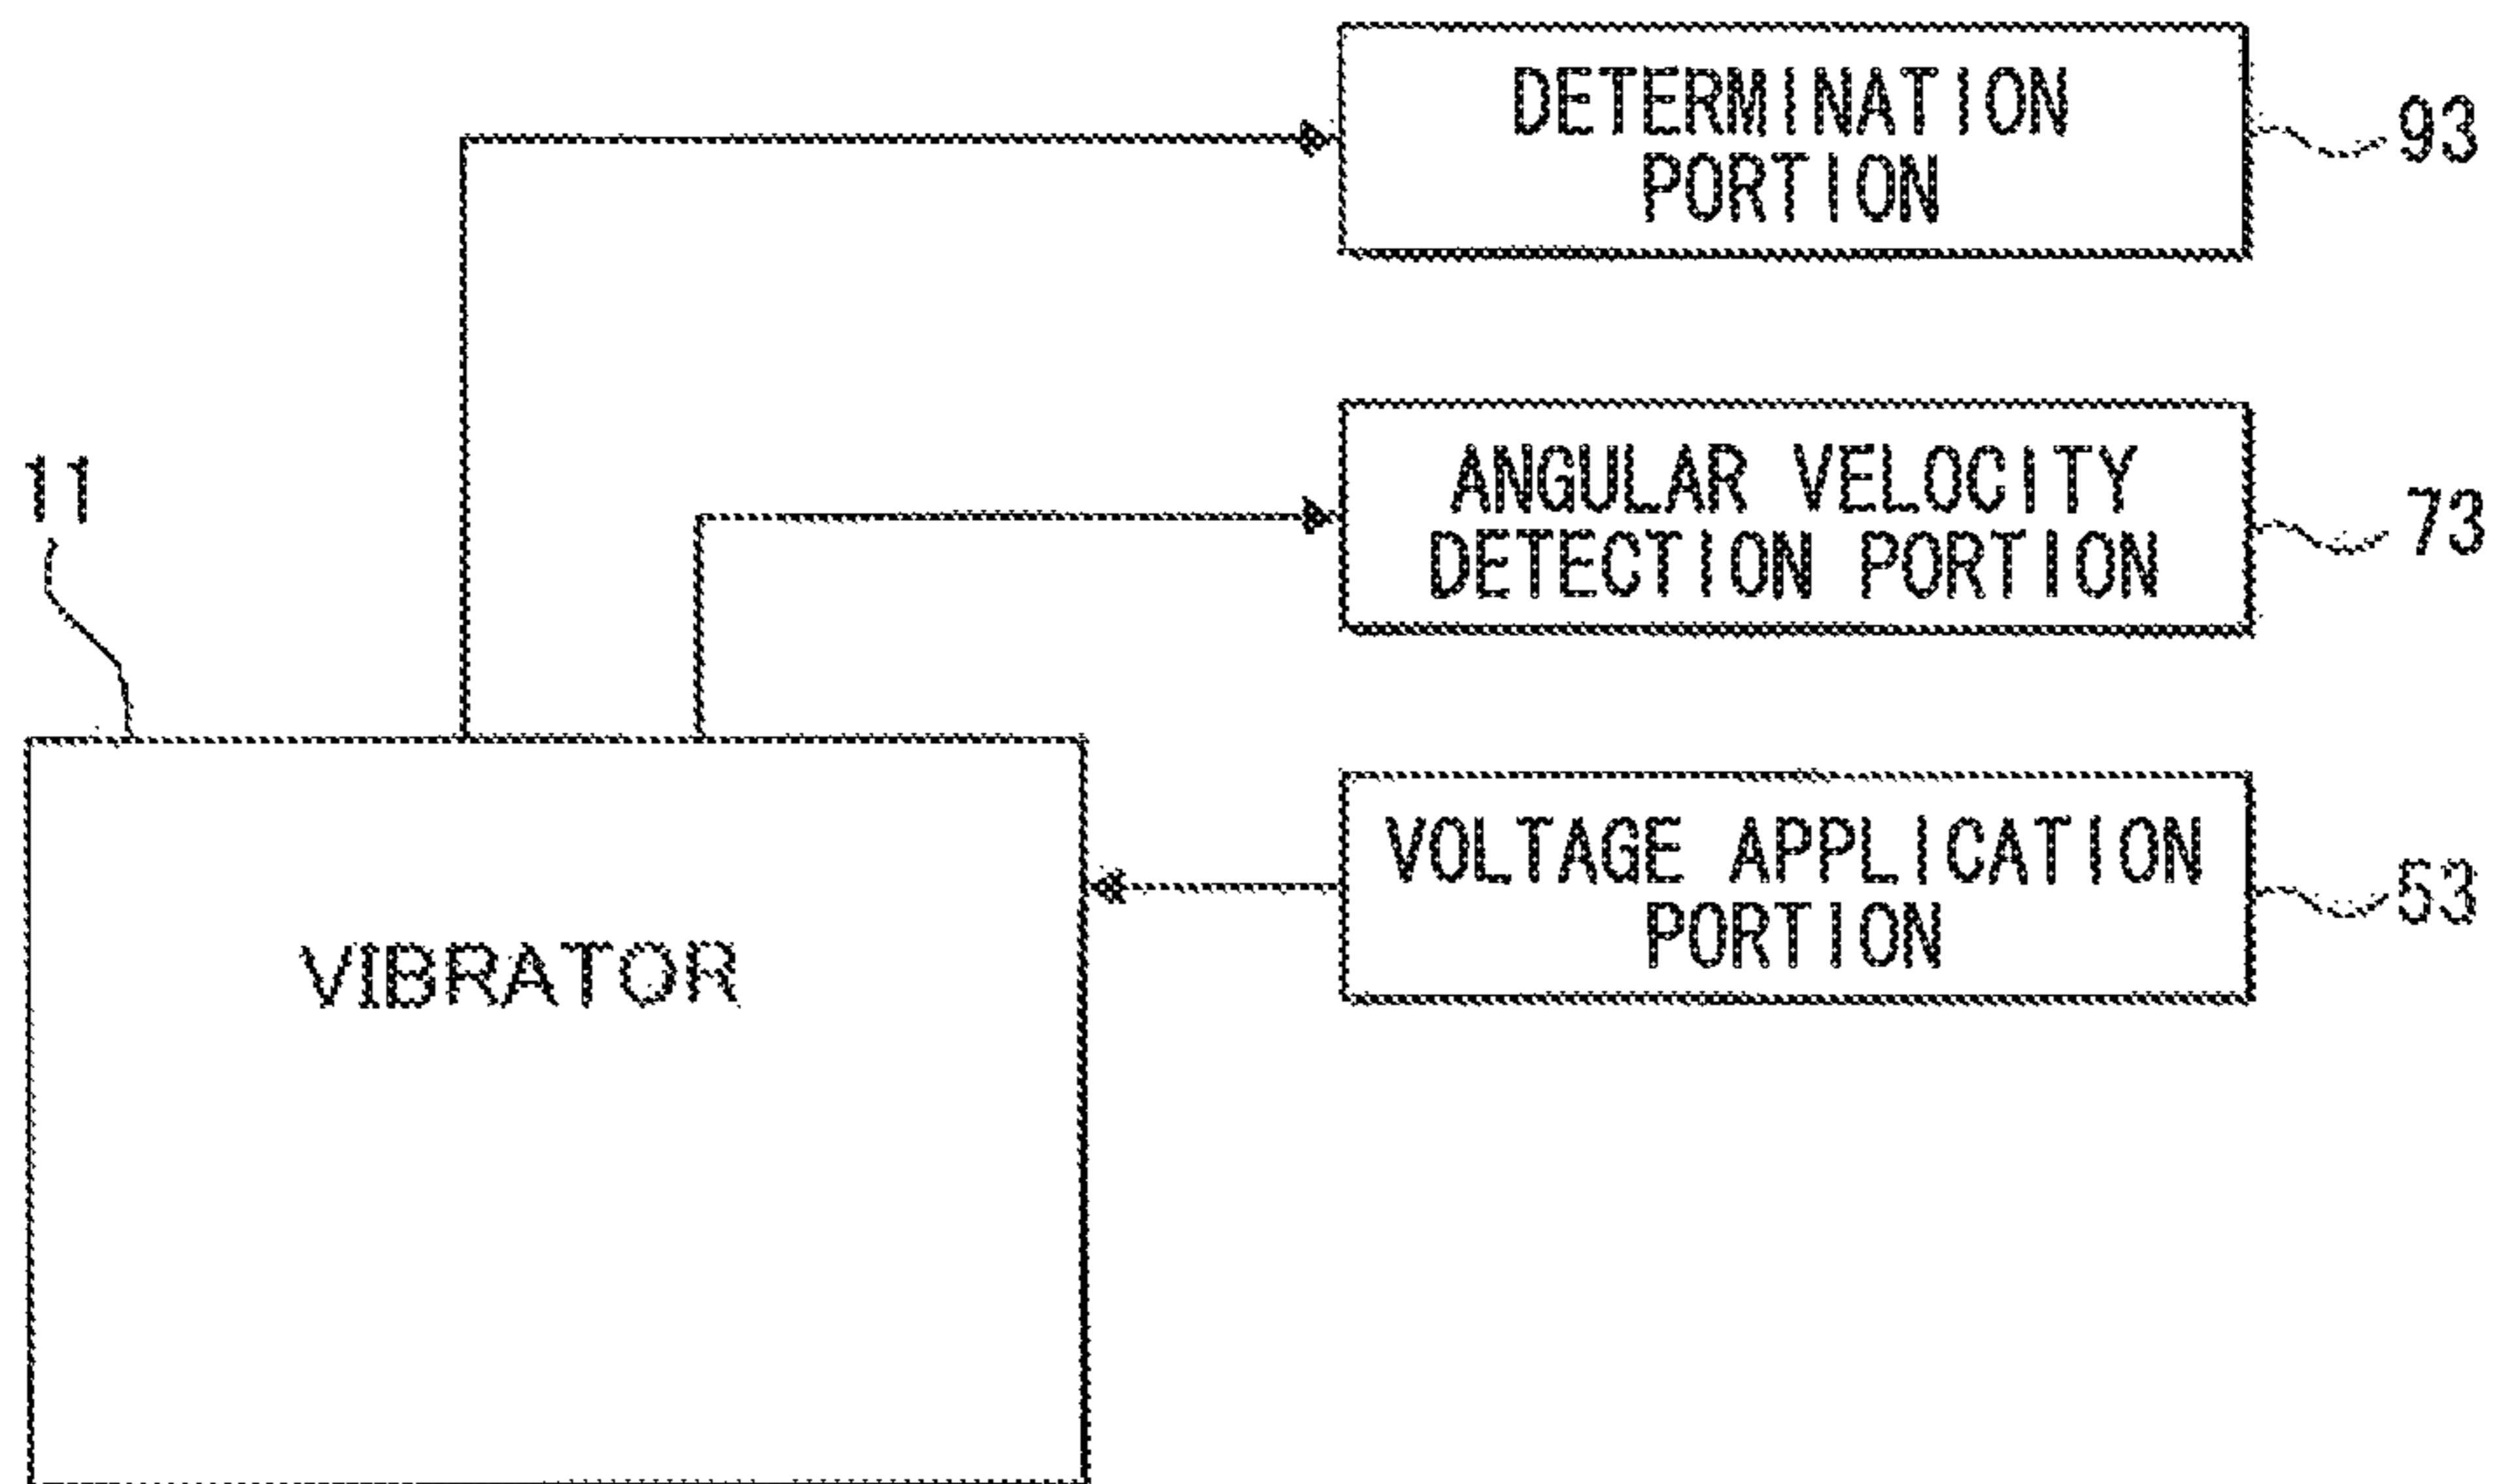 DETERMINATION
PORTION
93
ANGULAR VELOCITY
DETECTION PORTION
73
11
VOLTAGE APPLICATION
PORTION
53
VIBRATOR